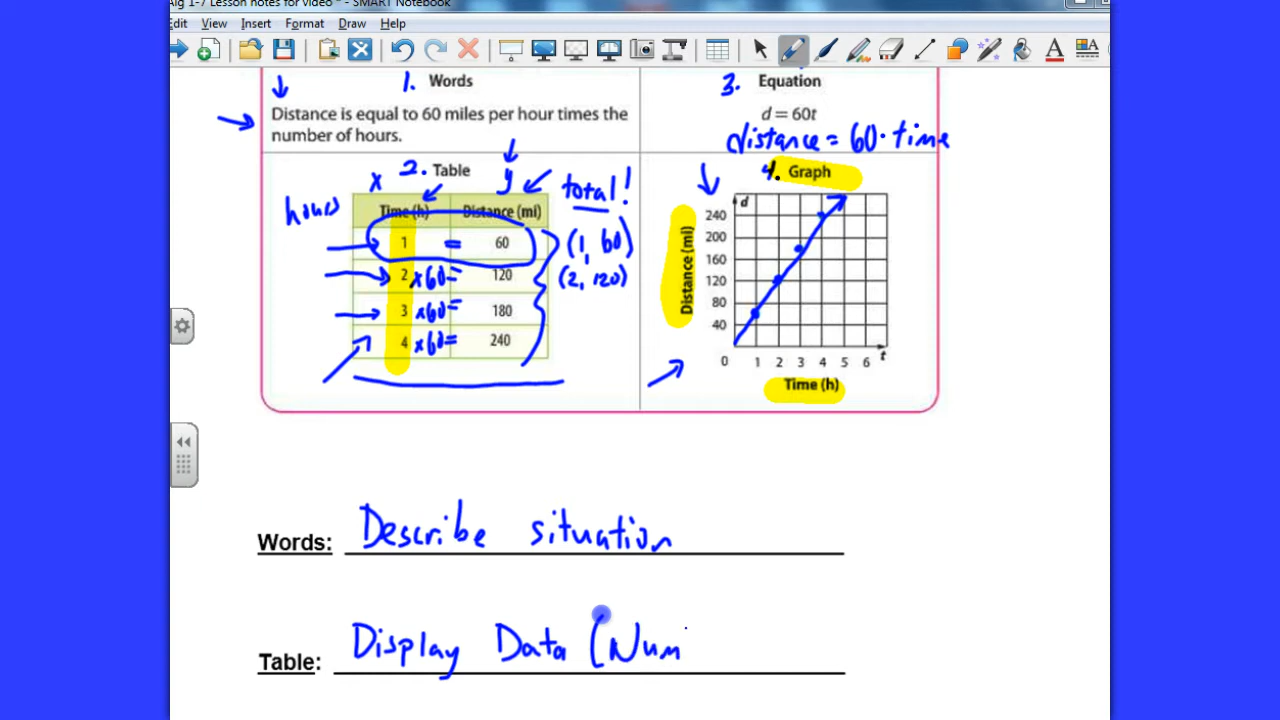 Alg 1-7 Lesson notes for video * - SMART Notebook
Edit View Insert Format Draw Help
1. Words
Distance is equal to 60 miles per hour times the
number of hours.
3. Equation
d = 60t
distance = 60 · time
2. Table
x y total!
hours
Time (h) Distance (mi)
1 = 60 (1, 60)
2 x60= 120 (2, 120)
3 x60= 180
4 x60= 240
4. Graph
d
Distance (mi)
240
200
160
120
80
40
0 1 2 3 4 5 6 t
Time (h)
Words: Describe situation
Table: Display Data (Num